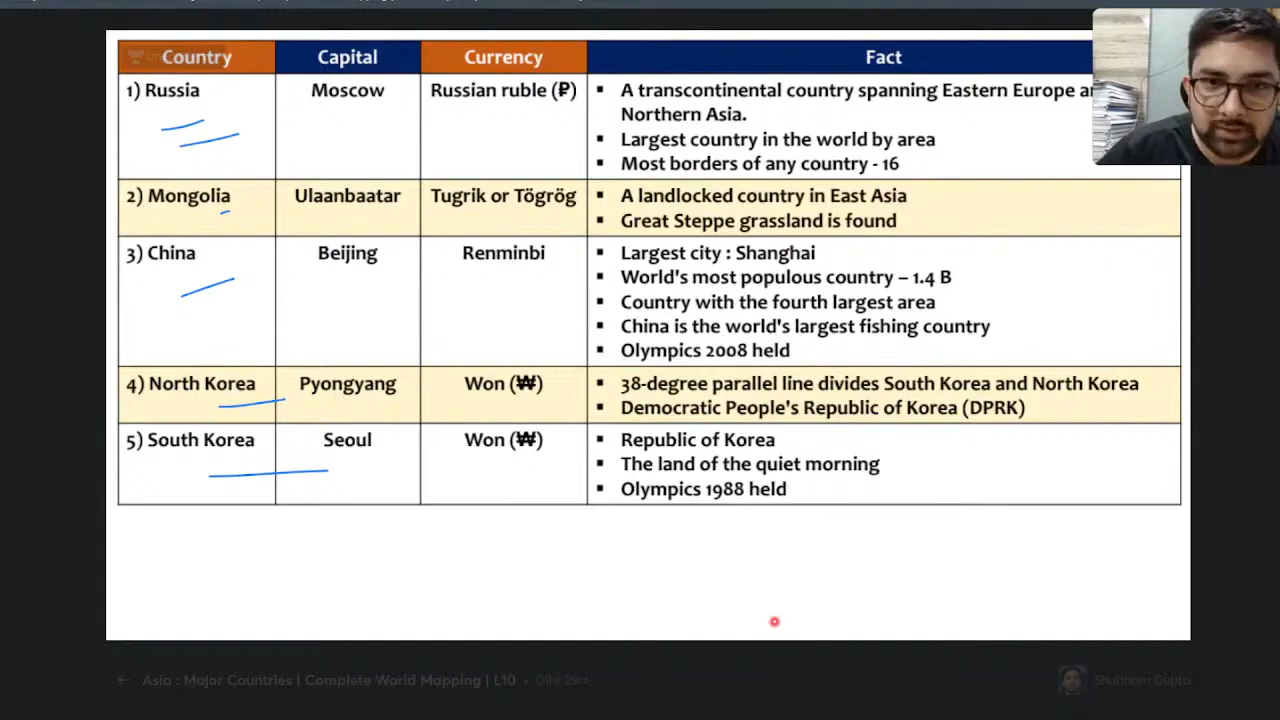 Country Capital Currency Fact
1) Russia Moscow Russian ruble (₽) ▪ A transcontinental country spanning Eastern Europe
Northern Asia.
▪ Largest country in the world by area
▪ Most borders of any country - 16
2) Mongolia Ulaanbaatar Tugrik or Tögrög ▪ A landlocked country in East Asia
▪ Great Steppe grassland is found
3) China Beijing Renminbi ▪ Largest city : Shanghai
▪ World's most populous country – 1.4 B
▪ Country with the fourth largest area
▪ China is the world's largest fishing country
▪ Olympics 2008 held
4) North Korea Pyongyang Won (₩) ▪ 38-degree parallel line divides South Korea and North Korea
▪ Democratic People's Republic of Korea (DPRK)
5) South Korea Seoul Won (₩) ▪ Republic of Korea
▪ The land of the quiet morning
▪ Olympics 1988 held
Asia : Major Countries | Complete World Mapping | L10 • 01hr 29m
Shubham Gupta